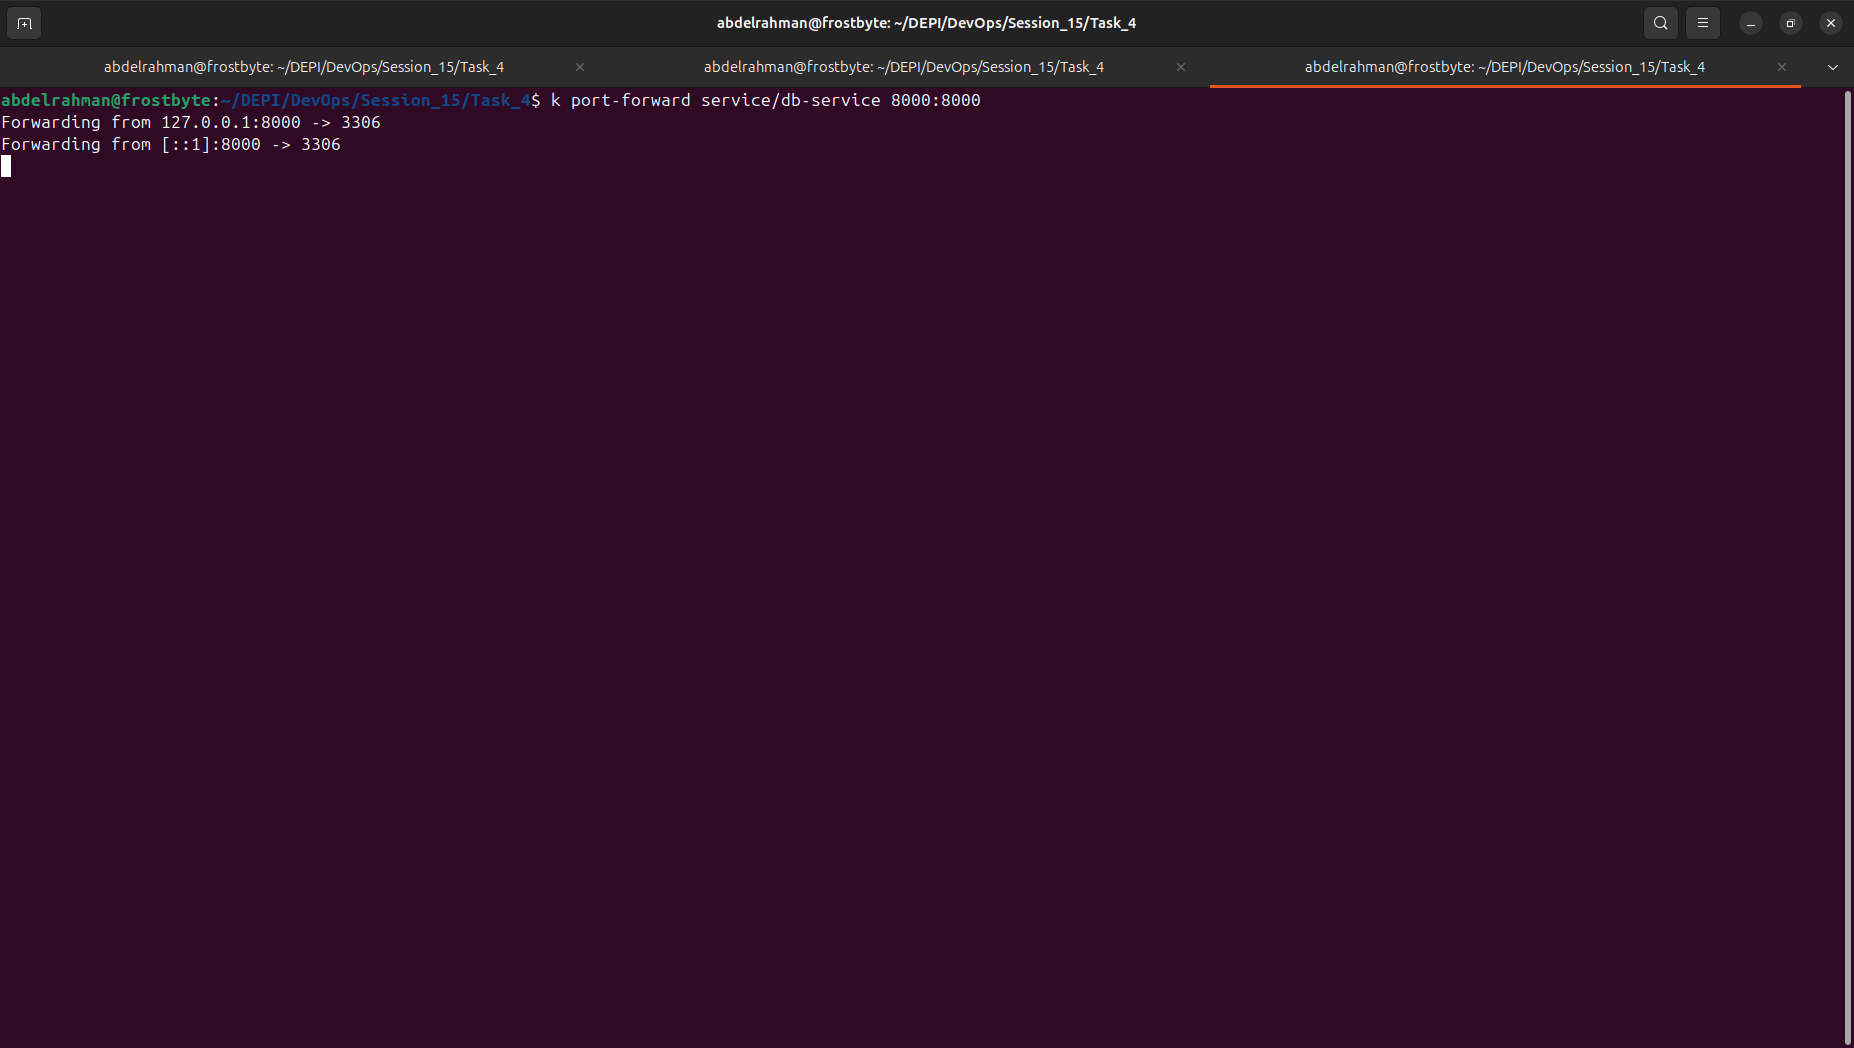 abdelrahman@frostbyte: ~/DEPI/DevOps/Session_15/Task_4
abdelrahman@frostbyte: ~/DEPI/DevOps/Session_15/Task_4 × abdelrahman@frostbyte: ~/DEPI/DevOps/Session_15/Task_4 × abdelrahman@frostbyte: ~/DEPI/DevOps/Session_15/Task_4 ×
abdelrahman@frostbyte:~/DEPI/DevOps/Session_15/Task_4$ k port-forward service/db-service 8000:8000
Forwarding from 127.0.0.1:8000 -> 3306
Forwarding from [::1]:8000 -> 3306